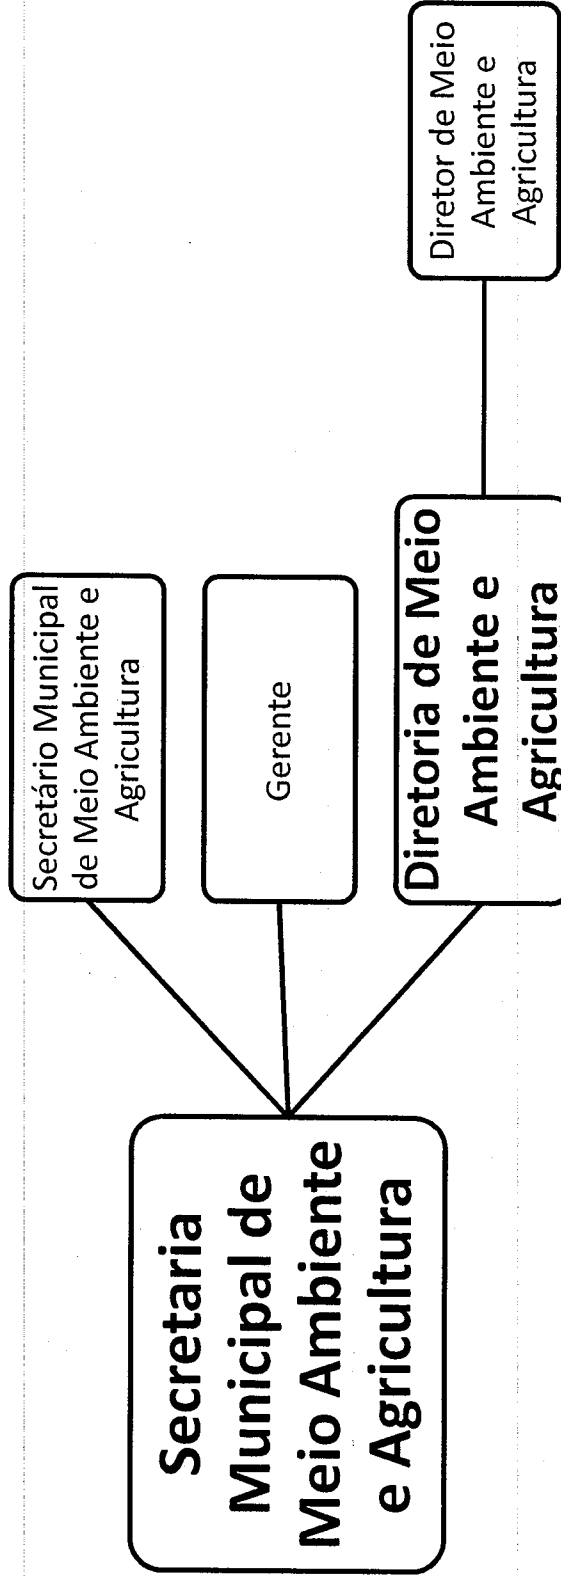 Secretaria
Municipal de
Meio Ambiente
e Agricultura
Secretário Municipal
de Meio Ambiente e
Agricultura
Gerente
Diretoria de Meio
Ambiente e
Agricultura
Diretor de Meio
Ambiente e
Agricultura